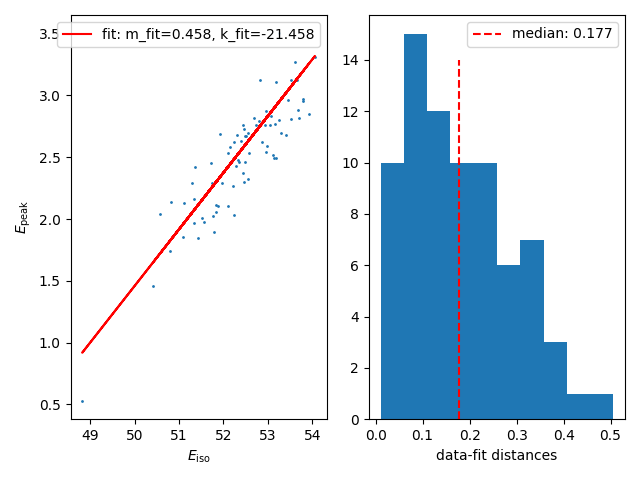 fit: m_fit=0.458, k_fit=-21.458
3.5
3.0
2.5
2.0
1.5
1.0
0.5
E_peak
49 50 51 52 53 54
E_iso
median: 0.177
14
12
10
8
6
4
2
0
0.0 0.1 0.2 0.3 0.4 0.5
data-fit distances